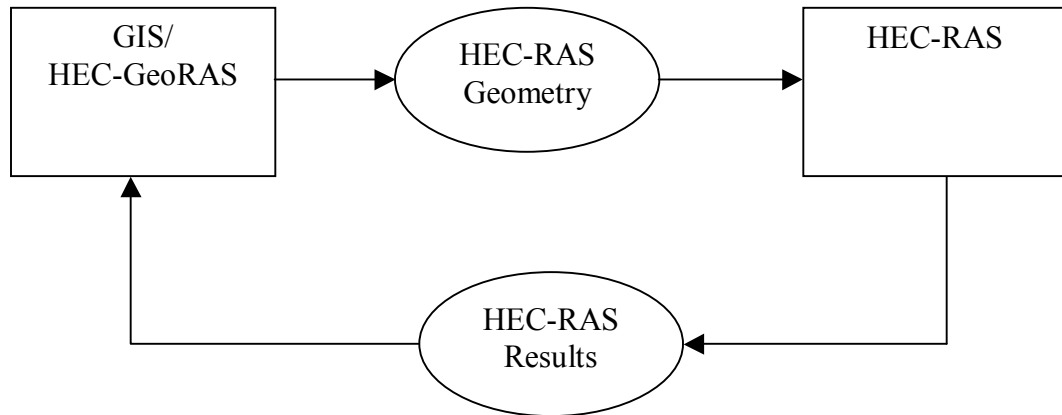 GIS/
HEC-GeoRAS
HEC-RAS
Geometry
HEC-RAS
HEC-RAS
Results